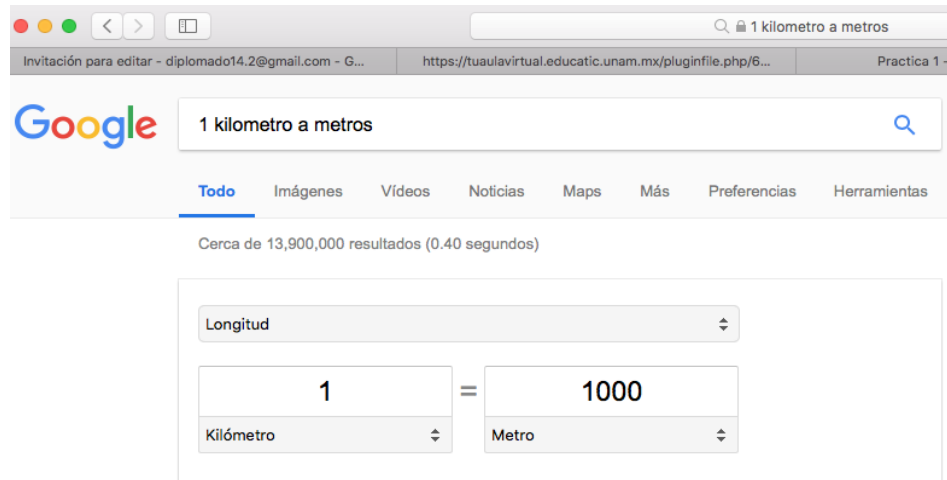 1 kilometro a metros
Invitación para editar - diplomado14.2@gmail.com - G...
https://tuaulavirtual.educatic.unam.mx/pluginfile.php/6...
Practica 1 -
Google
1 kilometro a metros
Todo Imágenes Vídeos Noticias Maps Más Preferencias Herramientas
Cerca de 13,900,000 resultados (0.40 segundos)
Longitud
1 = 1000
Kilómetro Metro